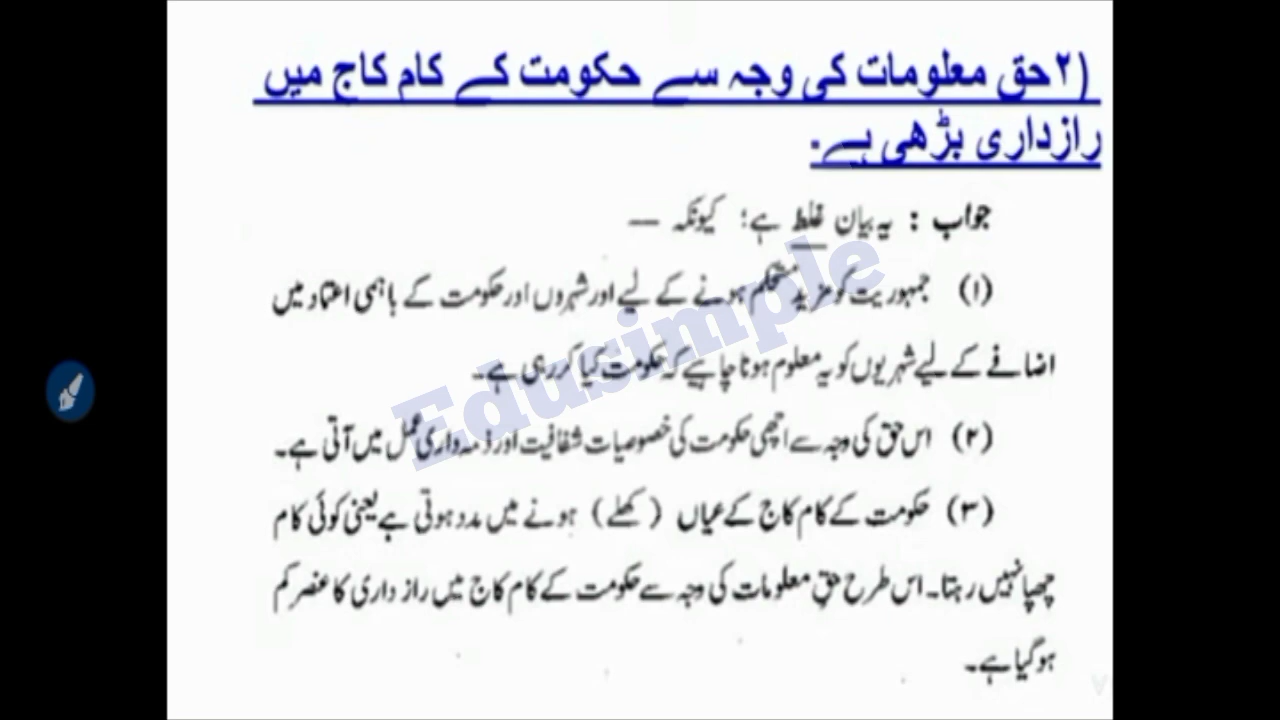 ۲) حق معلومات کی وجہ سے حکومت کے کام کاج میں
رازداری بڑھی ہے۔
جواب : یہ بیان غلط ہے؛ کیونکہ —
(۱) جمہوریت کو مزید مستحکم ہونے کے لیے اور شہروں اور حکومت کے باہمی اعتماد میں
اضافے کے لیے شہریوں کو یہ معلوم ہونا چاہیے کہ حکومت کیا کر رہی ہے۔
(۲) اس حق کی وجہ سے اچھی حکومت کی خصوصیات شفافیت اور ذمہ داری عمل میں آتی ہے۔
(۳) حکومت کے کام کاج کے عیاں (کھلے) ہونے میں مدد ہوتی ہے یعنی کوئی کام
چھپا نہیں رہتا۔ اس طرح حقِ معلومات کی وجہ سے حکومت کے کام کاج میں راز داری کا عنصر کم
ہو گیا ہے۔
Edusimple